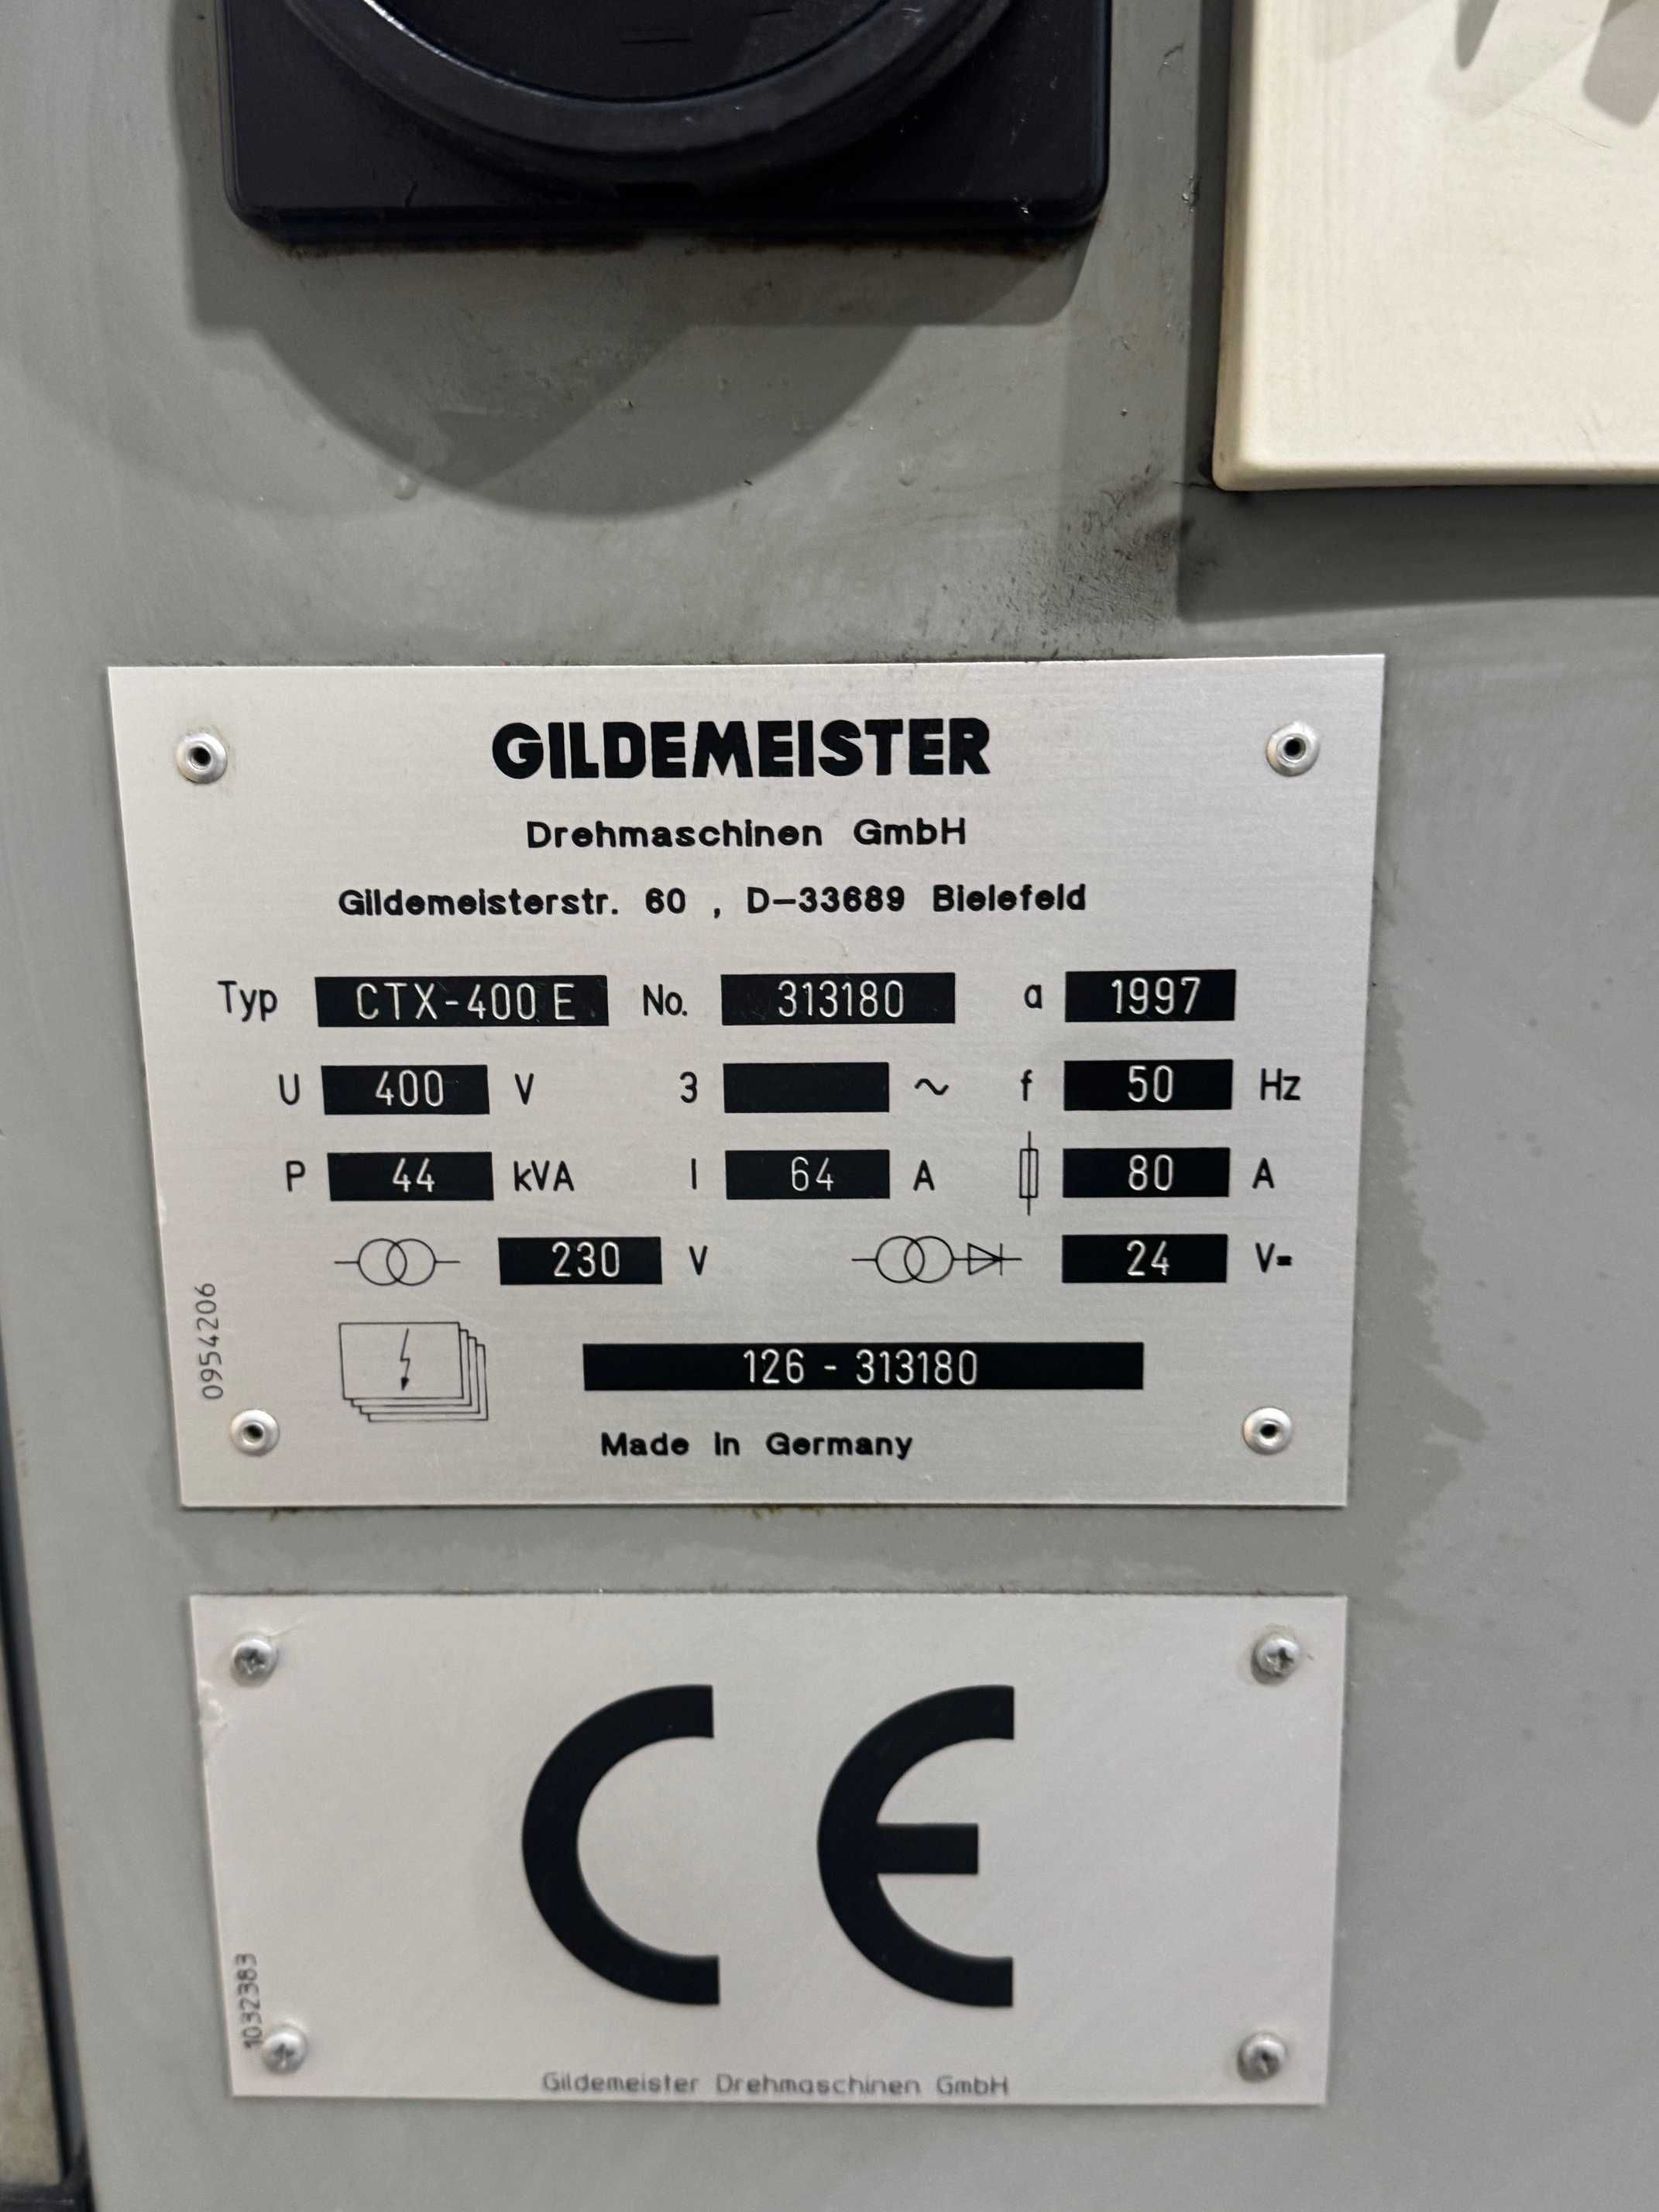 GILDEMEISTER
Drehmaschinen GmbH
Gildemeisterstr. 60 , D-33689 Bielefeld
Typ CTX-400 E No. 313180 a 1997
U 400 V 3 ~ f 50 Hz
P 44 kVA I 64 A 80 A
230 V 24 V=
126 - 313180
Made in Germany
0954206
CE
1032383
Gildemeister Drehmaschinen GmbH